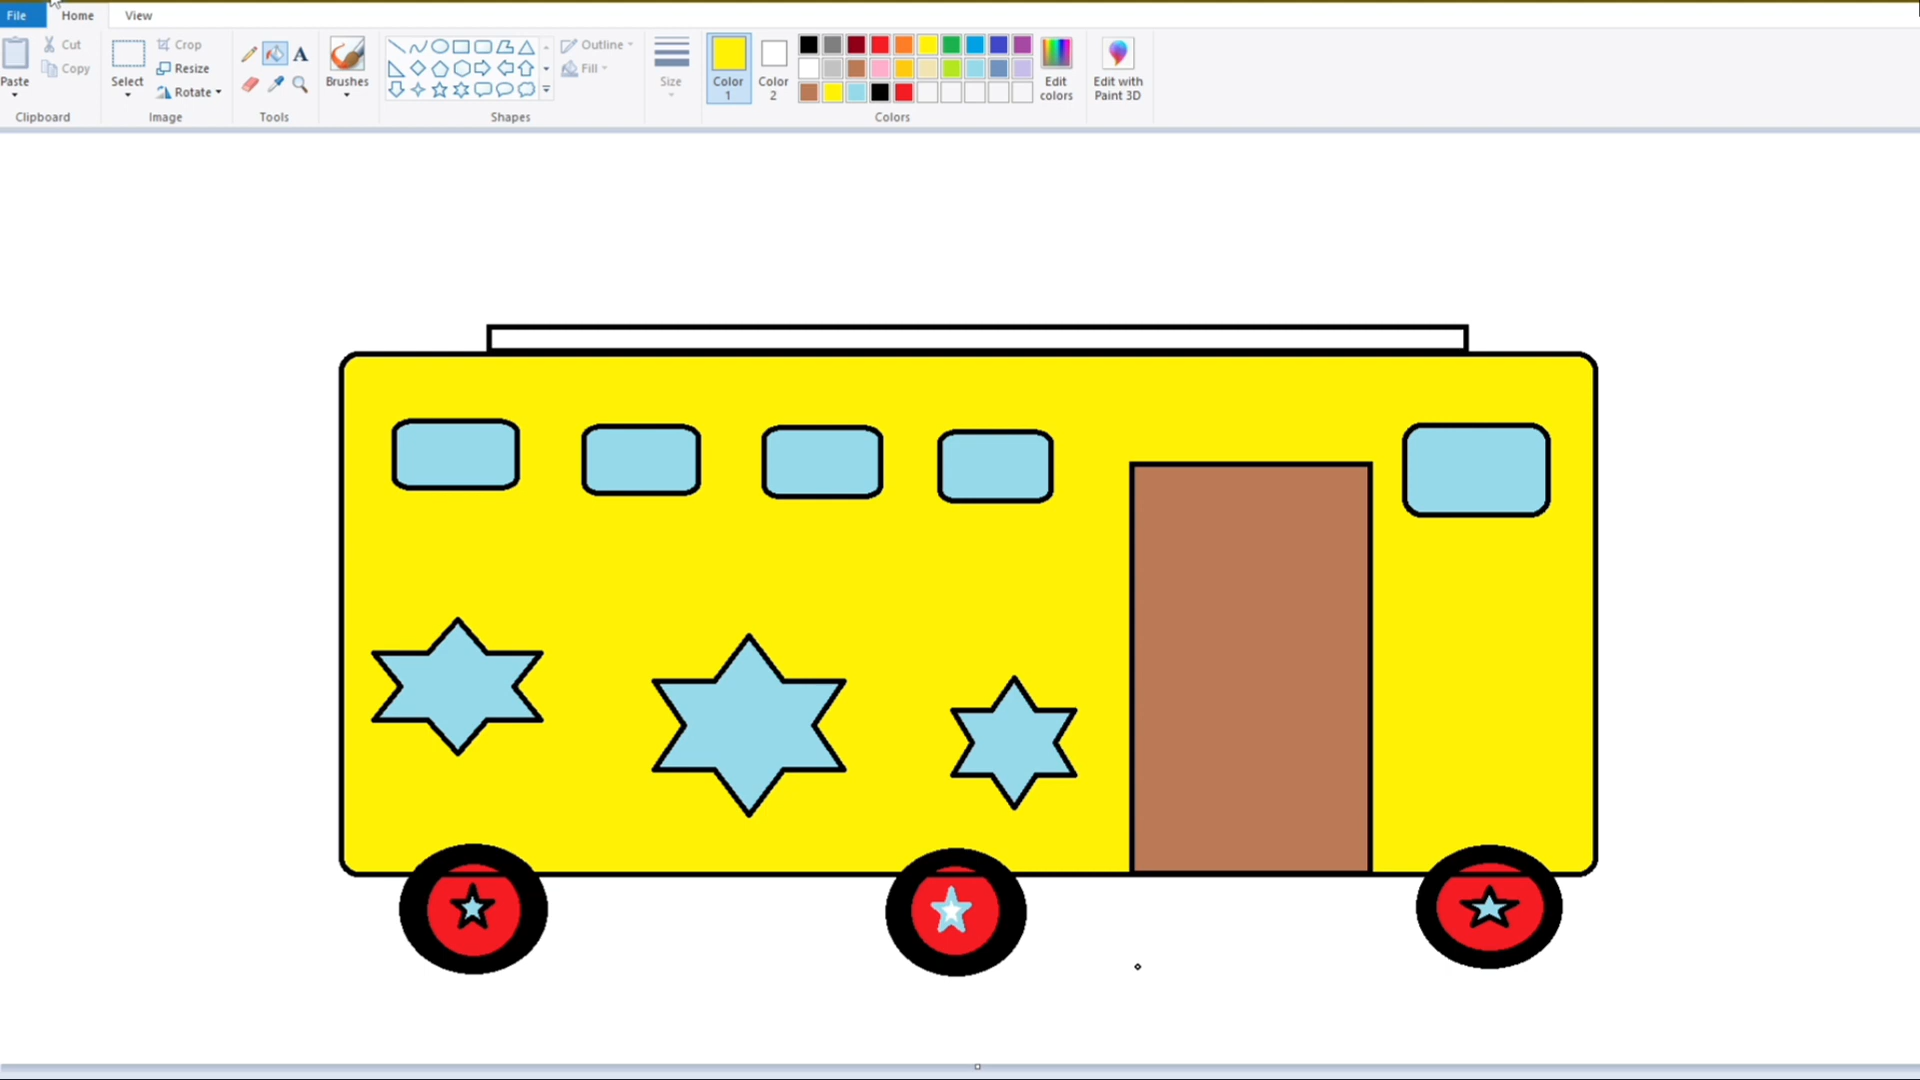 File Home View
Cut
Copy
Paste
Clipboard
Select
Crop
Resize
Rotate
Image
A
Tools
Brushes
Outline
Fill
Shapes
Size
Color
1
Color
2
Edit
colors
Colors
Edit with
Paint 3D